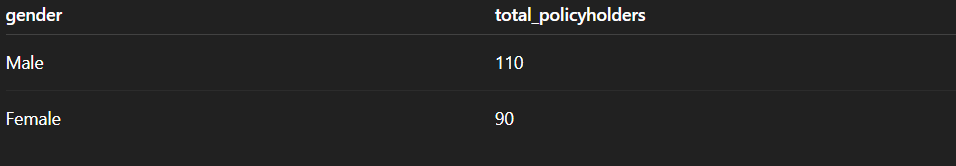 gender total_policyholders
Male 110
Female 90